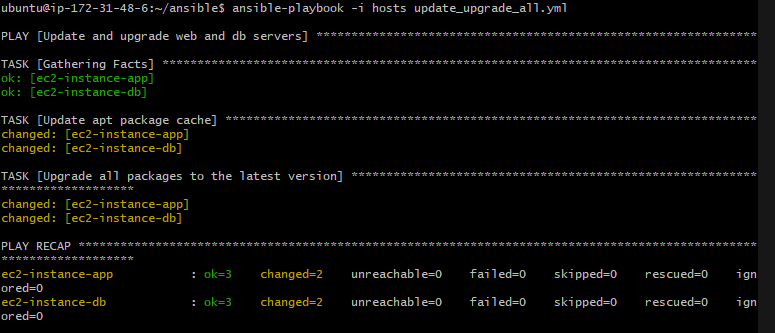 ubuntu@ip-172-31-48-6:~/ansible$ ansible-playbook -i hosts update_upgrade_all.yml
PLAY [Update and upgrade web and db servers] ****************************************************************
TASK [Gathering Facts] **************************************************************************************
ok: [ec2-instance-app]
ok: [ec2-instance-db]
TASK [Update apt package cache] *****************************************************************************
changed: [ec2-instance-app]
changed: [ec2-instance-db]
TASK [Upgrade all packages to the latest version] ***********************************************************
*******************
changed: [ec2-instance-app]
changed: [ec2-instance-db]
PLAY RECAP **************************************************************************************************
*******************
ec2-instance-app : ok=3 changed=2 unreachable=0 failed=0 skipped=0 rescued=0 ign
ored=0
ec2-instance-db : ok=3 changed=2 unreachable=0 failed=0 skipped=0 rescued=0 ign
ored=0